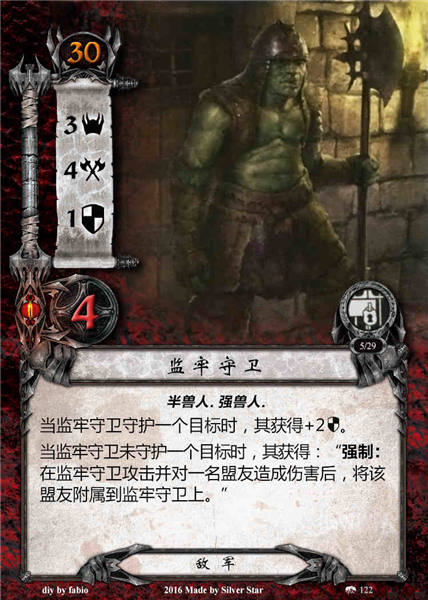 30
3
4
1
4
5/29
监牢守卫
半兽人. 强兽人.
当监牢守卫守护一个目标时，其获得+2。
当监牢守卫未守护一个目标时，其获得：“强制：
在监牢守卫攻击并对一名盟友造成伤害后，将该
盟友附属到监牢守卫上。”
敌军
diy by fabio
2016 Made by Silver Star
122